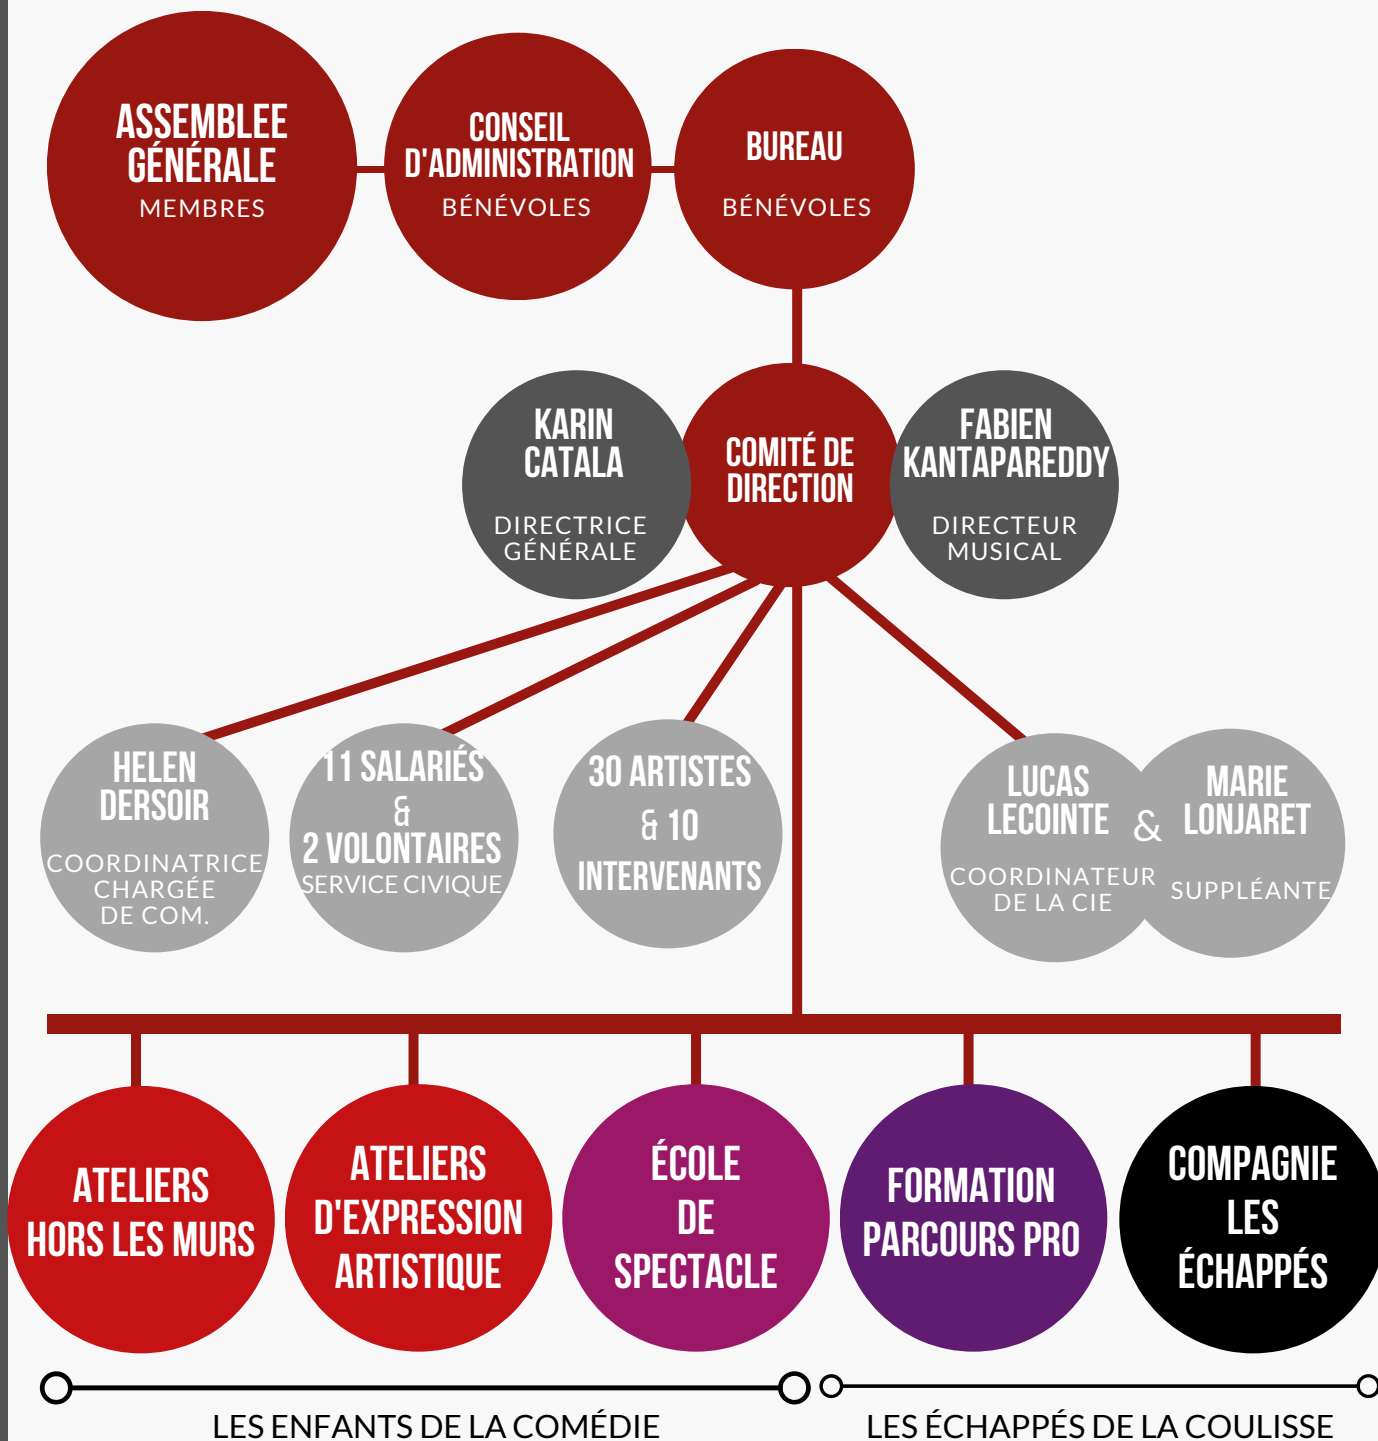 ASSEMBLEE
GÉNÉRALE
MEMBRES
CONSEIL
D'ADMINISTRATION
BÉNÉVOLES
BUREAU
BÉNÉVOLES
KARIN
CATALA
DIRECTRICE
GÉNÉRALE
COMITÉ DE
DIRECTION
FABIEN
KANTAPAREDDY
DIRECTEUR
MUSICAL
HELEN
DERSOIR
COORDINATRICE
CHARGÉE
DE COM.
11 SALARIÉS
&
2 VOLONTAIRES
SERVICE CIVIQUE
30 ARTISTES
& 10
INTERVENANTS
LUCAS
LECOINTE
COORDINATEUR
DE LA CIE
&
MARIE
LONJARET
SUPPLÉANTE
ATELIERS
HORS LES MURS
ATELIERS
D'EXPRESSION
ARTISTIQUE
ÉCOLE
DE
SPECTACLE
FORMATION
PARCOURS PRO
COMPAGNIE
LES
ÉCHAPPÉS
LES ENFANTS DE LA COMÉDIE
LES ÉCHAPPÉS DE LA COULISSE